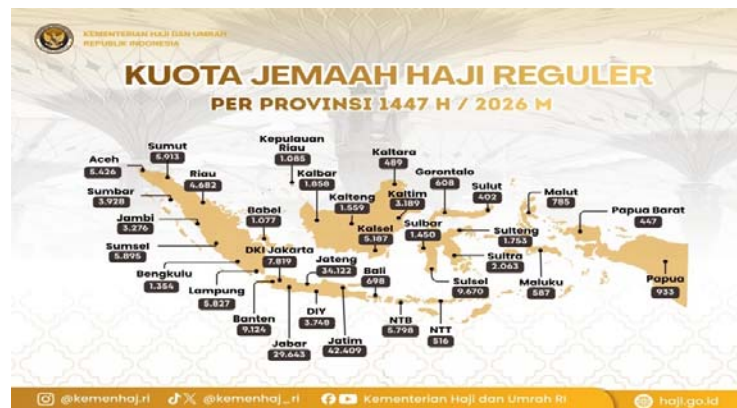 KEMENTERIAN HAJI DAN UMRAH
REPUBLIK INDONESIA
KUOTA JEMAAH HAJI REGULER
PER PROVINSI 1447 H / 2026 M
Aceh
5.426
Sumut
5.913
Sumbar
3.928
Riau
4.682
Jambi
3.276
Sumsel
5.895
Bengkulu
1.354
Lampung
5.827
Kepulauan
Riau
1.085
Babel
1.077
DKI Jakarta
7.819
Banten
9.124
Jabar
29.643
Jateng
34.122
DIY
3.748
Jatim
42.409
Kalbar
1.858
Kalteng
1.559
Kalsel
5.187
Kaltim
3.189
Kaltara
489
Bali
698
NTB
5.798
NTT
516
Gorontalo
608
Sulut
402
Sulbar
1.450
Sulteng
1.753
Sultra
2.063
Sulsel
9.670
Malut
785
Maluku
587
Papua Barat
447
Papua
933
@kemenhaj.ri
@kemenhaj_ri
Kementerian Haji dan Umrah RI
haji.go.id